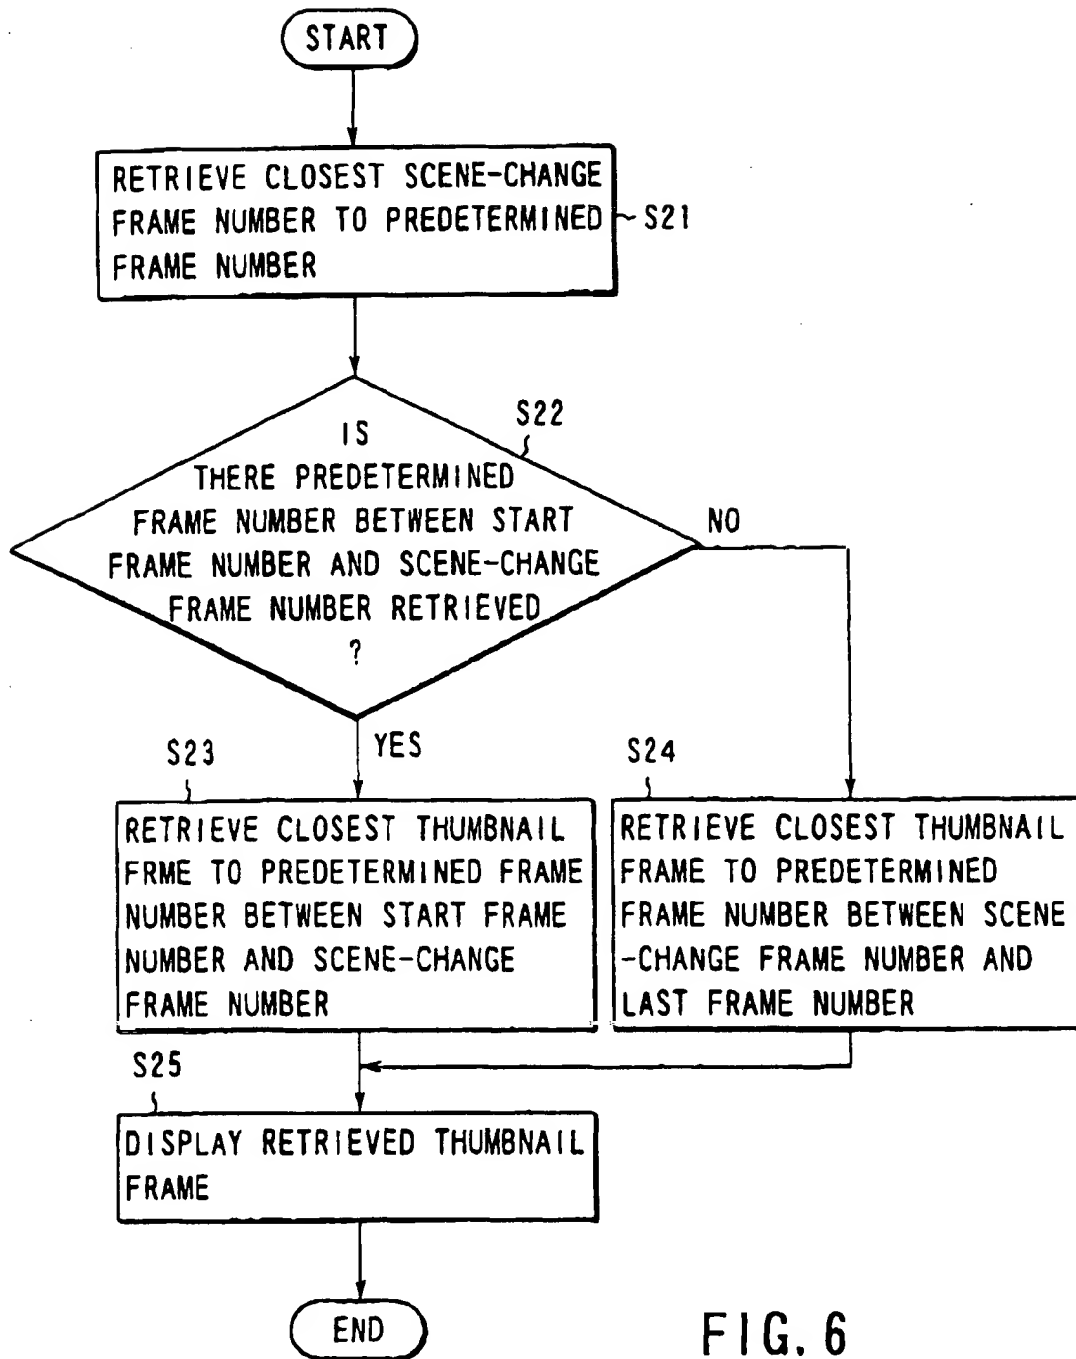 START
RETRIEVE CLOSEST SCENE-CHANGE
FRAME NUMBER TO PREDETERMINED
FRAME NUMBER
S21
S22
IS
THERE PREDETERMINED
FRAME NUMBER BETWEEN START
FRAME NUMBER AND SCENE-CHANGE
FRAME NUMBER RETRIEVED
?
NO
YES
S23
RETRIEVE CLOSEST THUMBNAIL
FRME TO PREDETERMINED FRAME
NUMBER BETWEEN START FRAME
NUMBER AND SCENE-CHANGE
FRAME NUMBER
S24
RETRIEVE CLOSEST THUMBNAIL
FRAME TO PREDETERMINED
FRAME NUMBER BETWEEN SCENE
-CHANGE FRAME NUMBER AND
LAST FRAME NUMBER
S25
DISPLAY RETRIEVED THUMBNAIL
FRAME
END
FIG. 6